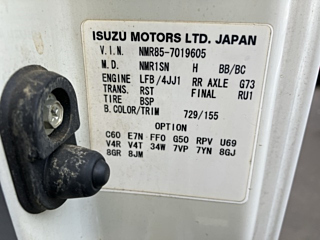 ISUZU MOTORS LTD. JAPAN
V.I.N. NMR85-7019605
M.D. NMR1SN H BB/BC
ENGINE LFB/4JJ1 RR AXLE G73
TRANS. RST FINAL RU1
TIRE BSP
B.COLOR/TRIM 729/155
OPTION
C60 E7N FF0 G50 RPV U69
V4R V4T 34W 7VP 7YN 8GJ
8GR 8JM